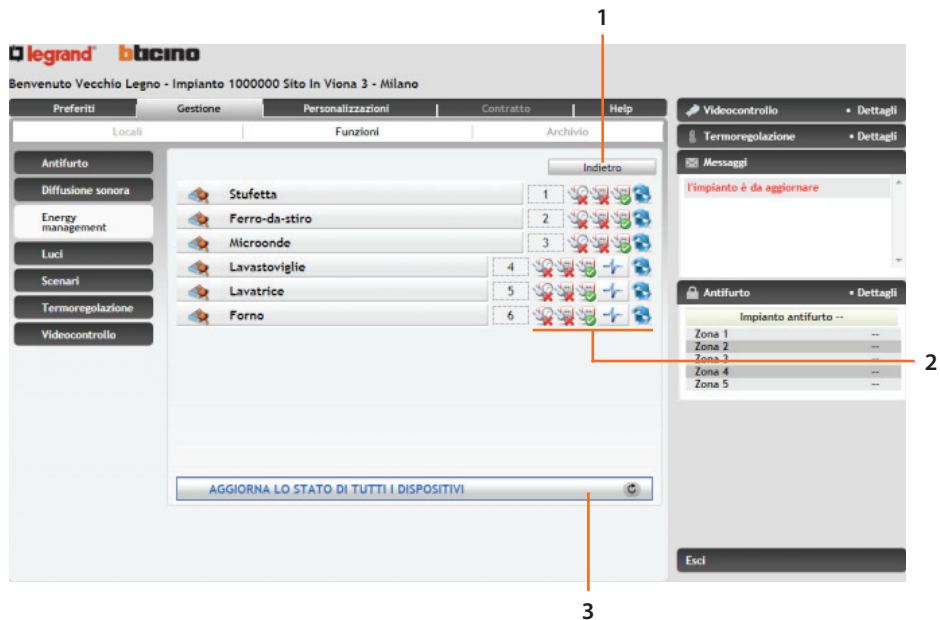 1
legrand bticino
Benvenuto Vecchio Legno - Impianto 1000000 Sito In Viona 3 - Milano
Preferiti Gestione Personalizzazioni Contratto Help
Locali Funzioni Archivio
Antifurto
Diffusione sonora
Energy
management
Luci
Scenari
Termoregolazione
Videocontrollo
Indietro
Stufetta 1
Ferro-da-stiro 2
Microonde 3
Lavastoviglie 4
Lavatrice 5
Forno 6
AGGIORNA LO STATO DI TUTTI I DISPOSITIVI
Videocontrollo • Dettagli
Termoregolazione • Dettagli
Messaggi
l'impianto è da aggiornare
Antifurto • Dettagli
Impianto antifurto --
Zona 1 --
Zona 2 --
Zona 3 --
Zona 4 --
Zona 5 --
Esci
2
3